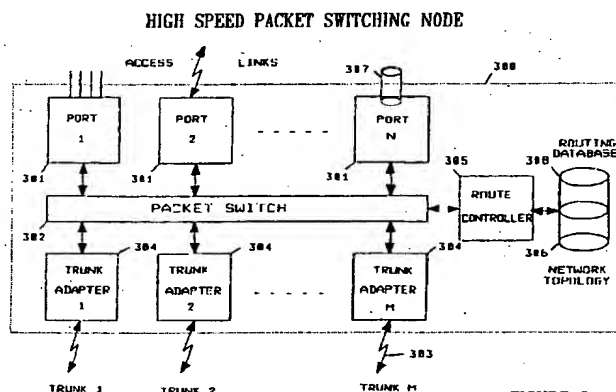 HIGH SPEED PACKET SWITCHING NODE
ACCESS LINKS
307
300
PORT 1
PORT 2
PORT N
301
301
301
305
ROUTING DATABASE
308
ROUTE CONTROLLER
PACKET SWITCH
302
304
304
304
306
TRUNK ADAPTER 1
TRUNK ADAPTER 2
TRUNK ADAPTER M
NETWORK TOPOLOGY
303
TRUNK 1
TRUNK 2
TRUNK M